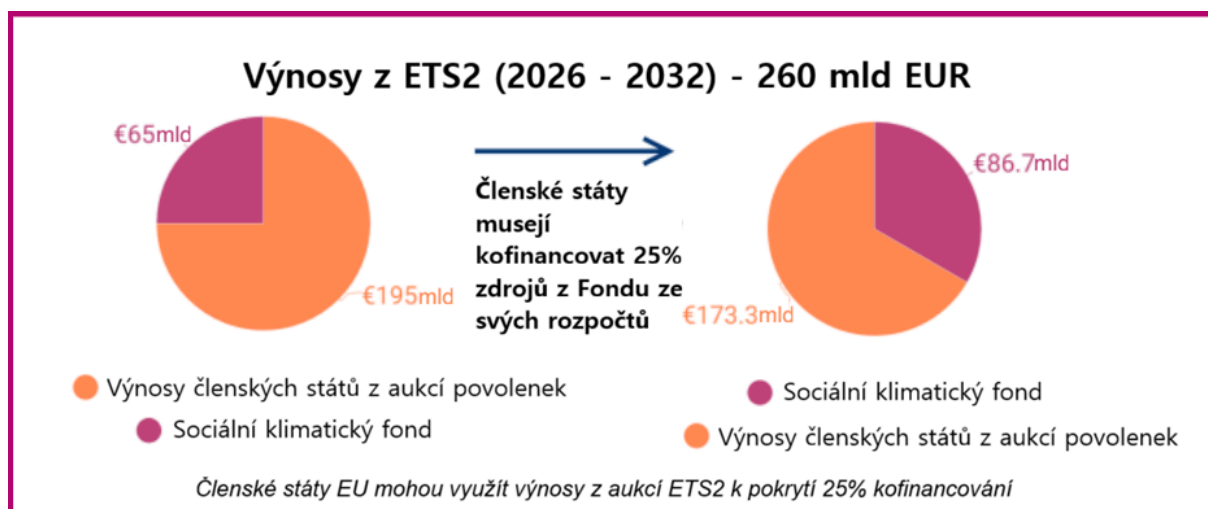 Výnosy z ETS2 (2026 - 2032) - 260 mld EUR
€65mld
€195mld
Členské státy
musejí
kofinancovat 25%
zdrojů z Fondu ze
svých rozpočtů
€86.7mld
€173.3mld
Výnosy členských států z aukcí povolenek
Sociální klimatický fond
Sociální klimatický fond
Výnosy členských států z aukcí povolenek
Členské státy EU mohou využít výnosy z aukcí ETS2 k pokrytí 25% kofinancování